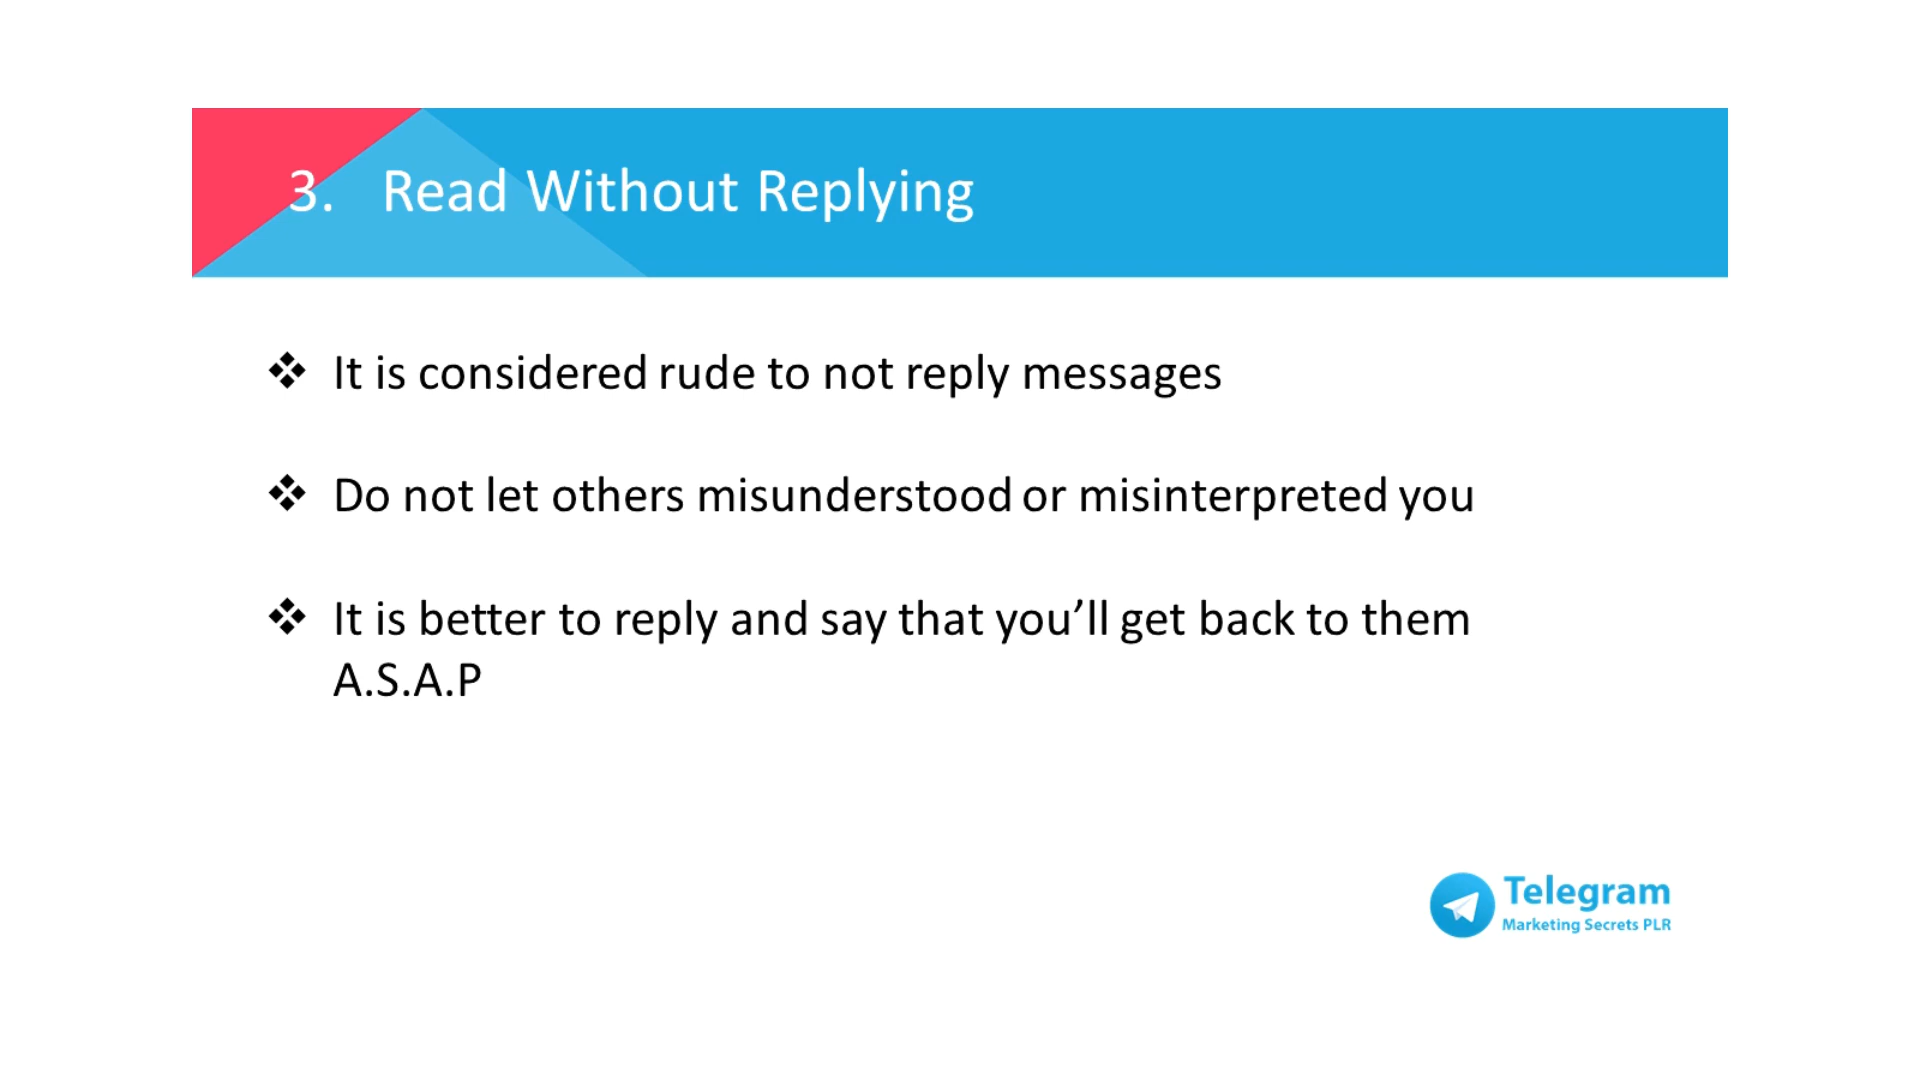 3. Read Without Replying
❖ It is considered rude to not reply messages
❖ Do not let others misunderstood or misinterpreted you
❖ It is better to reply and say that you’ll get back to them
A.S.A.P
Telegram
Marketing Secrets PLR